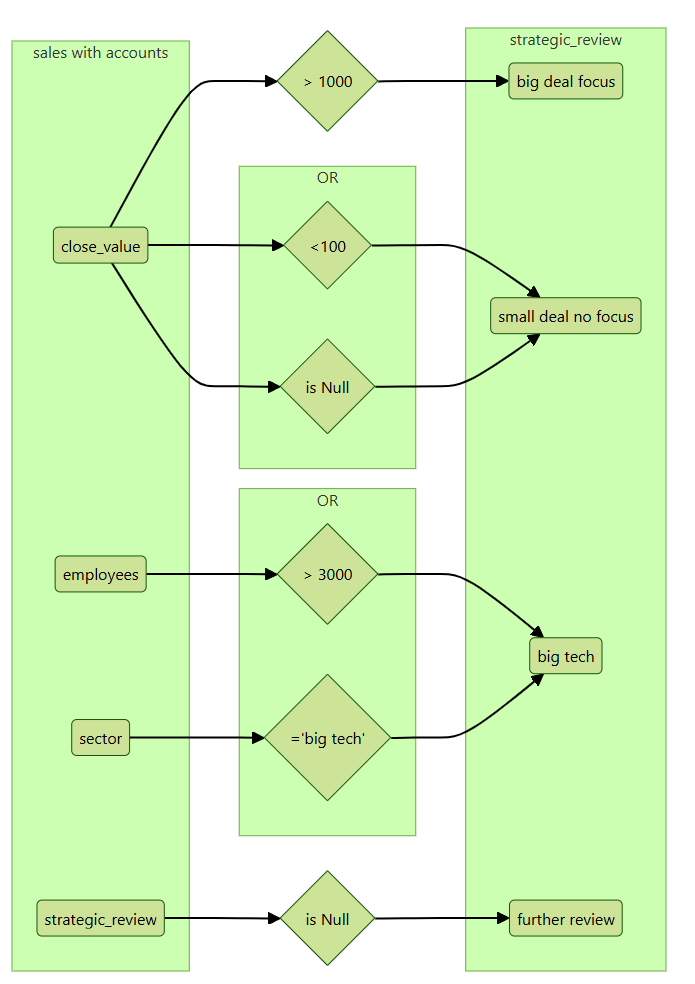 sales with accounts
strategic_review
> 1000
big deal focus
OR
close_value
<100
small deal no focus
is Null
OR
employees
> 3000
big tech
sector
='big tech'
strategic_review
is Null
further review